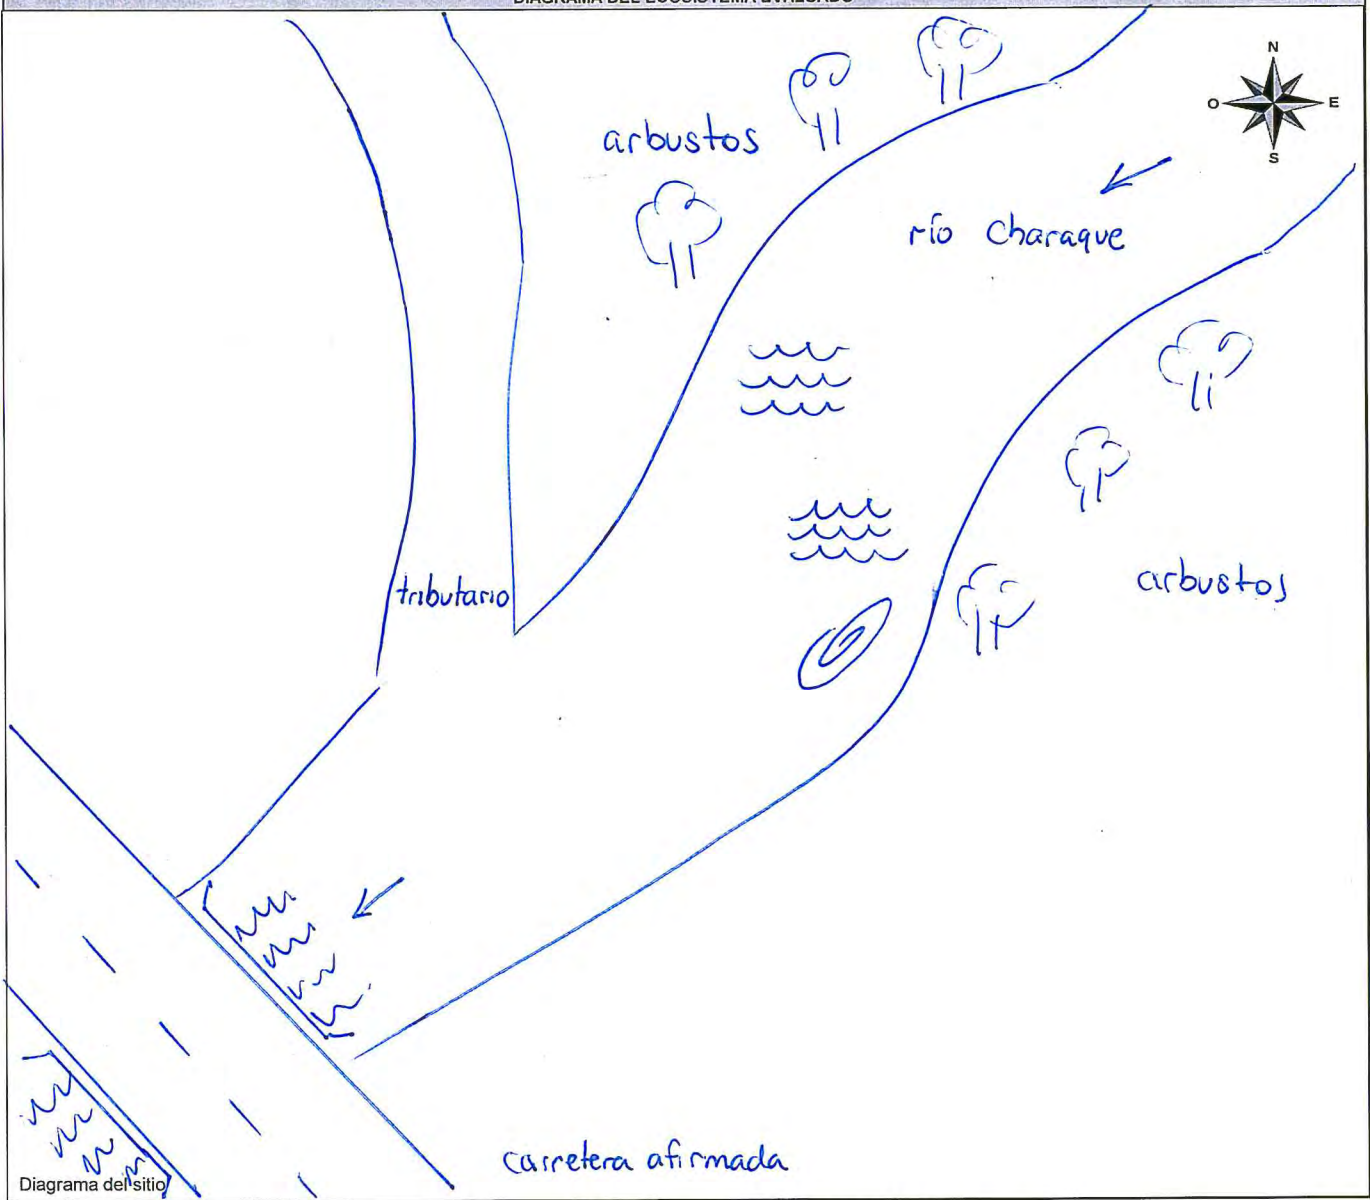 DIAGRAMA DEL ECOSISTEMA EVALUADO
N
O
E
S
arbustos
río Charaque
arbustos
tributario
carretera afirmada
Diagrama del sitio